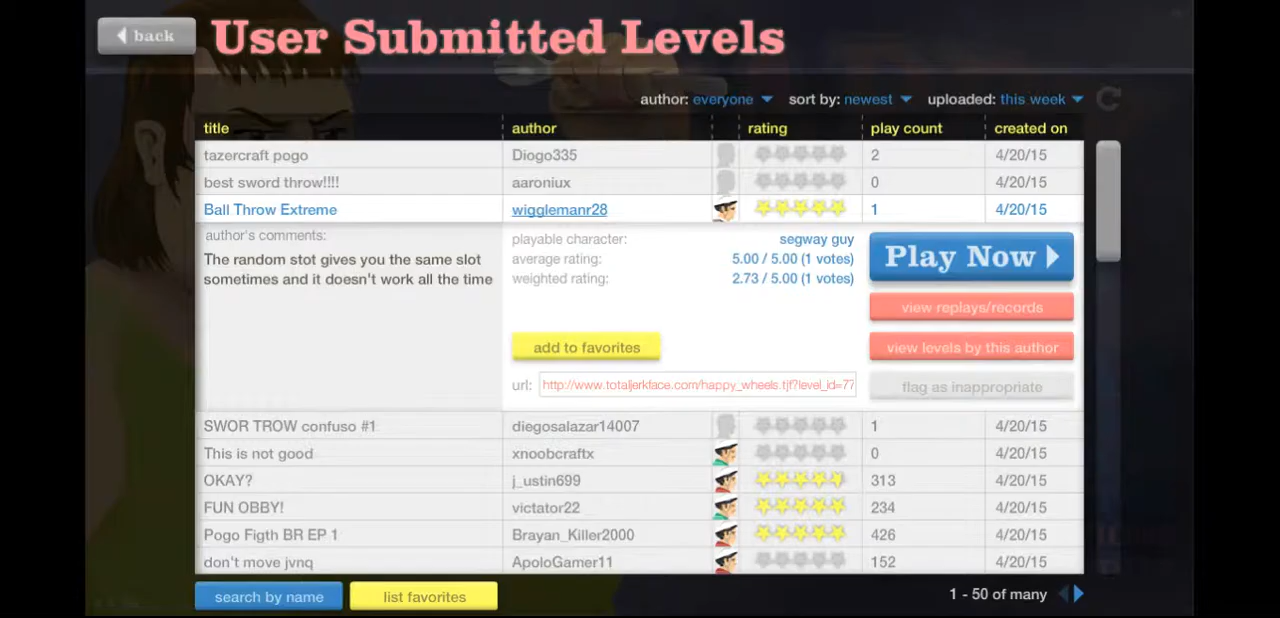 back
User Submitted Levels
author: everyone sort by: newest uploaded: this week
title author rating play count created on
tazercraft pogo Diogo335 2 4/20/15
best sword throw!!!! aaroniux 0 4/20/15
Ball Throw Extreme wigglemanr28 1 4/20/15
author's comments:
The random stot gives you the same slot
sometimes and it doesn't work all the time
playable character: segway guy
average rating: 5.00 / 5.00 (1 votes)
weighted rating: 2.73 / 5.00 (1 votes)
add to favorites
url: http://www.totaljerkface.com/happy_wheels.tjf?level_id=77
Play Now
view replays/records
view levels by this author
flag as inappropriate
SWOR TROW confuso #1 diegosalazar14007 1 4/20/15
This is not good xnoobcraftx 0 4/20/15
OKAY? j_ustin699 313 4/20/15
FUN OBBY! victator22 234 4/20/15
Pogo Figth BR EP 1 Brayan_Killer2000 426 4/20/15
don't move jvnq ApoloGamer11 152 4/20/15
search by name list favorites 1 - 50 of many